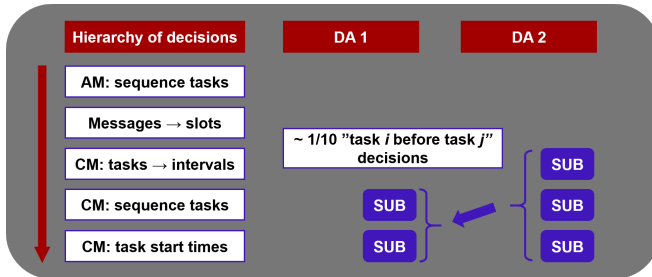 Hierarchy of decisions
DA 1
DA 2
AM: sequence tasks
Messages → slots
~ 1/10 ”task i before task j”
decisions
CM: tasks → intervals
SUB
CM: sequence tasks
SUB
SUB
CM: task start times
SUB
SUB